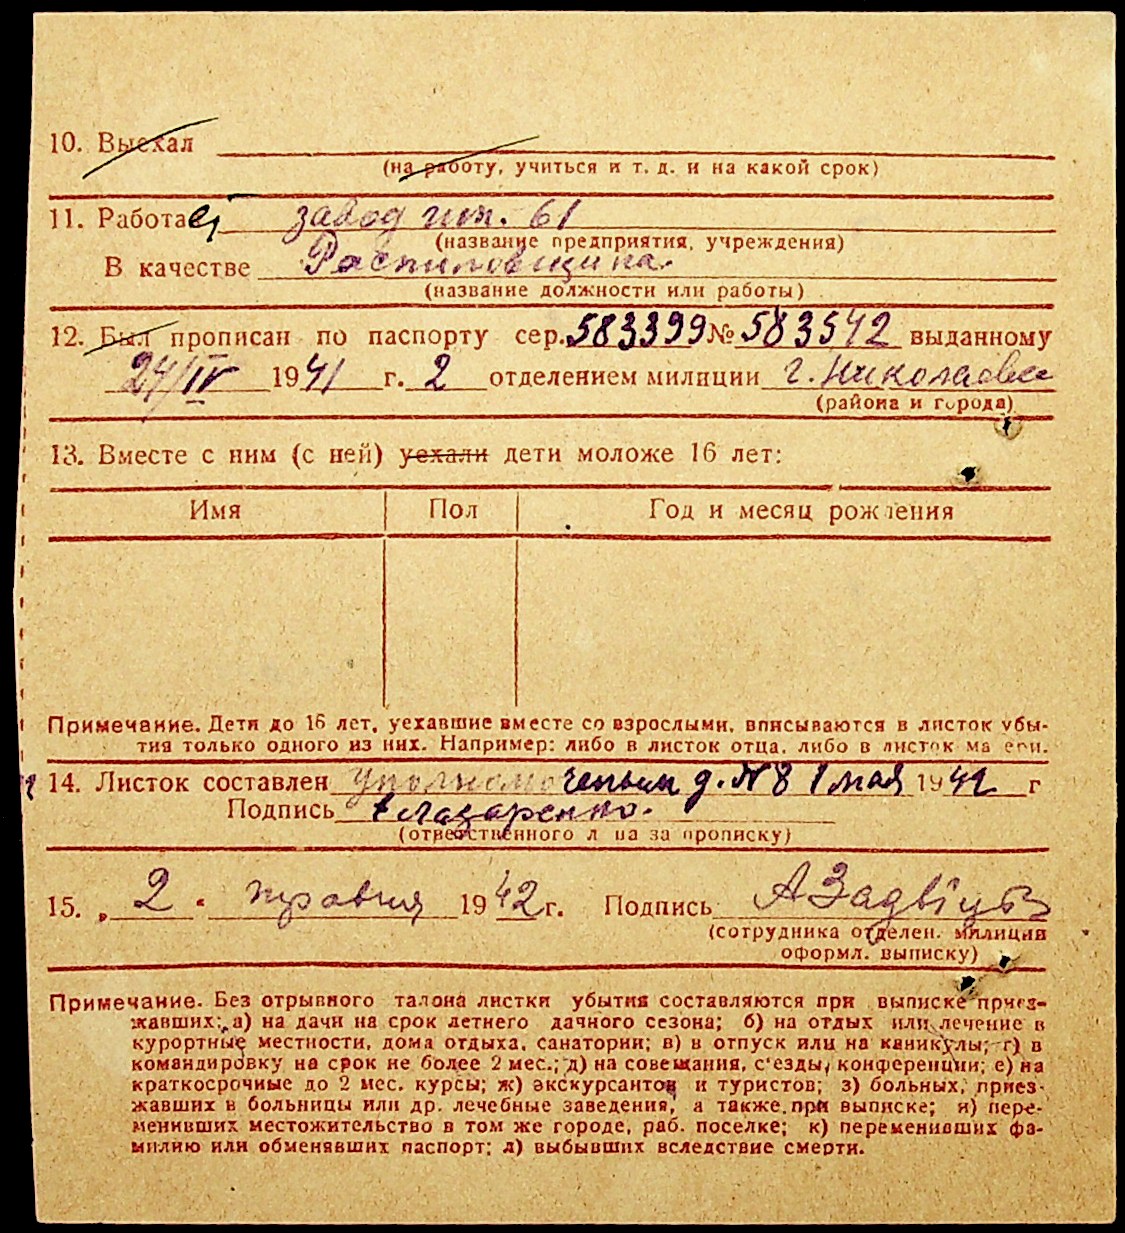 10. Выехал
(на работу, учиться и т. д. и на какой срок)
11. Работает завод им. 61
(название предприятия, учреждения)
В качестве Распиловщика
(название должности или работы)
12. Был прописан по паспорту сер. 583399 № 583542 выданному
24/IV 1941 г. 2 отделением милиции г. Николаева
(района и города)
13. Вместе с ним (с ней) уехали дети моложе 16 лет:
Имя Пол Год и месяц рождения
Примечание. Дети до 16 лет, уехавшие вместе со взрослыми, вписываются в листок убы-
тия только одного из них. Например: либо в листок отца, либо в листок матери.
14. Листок составлен уполномоченым д. № 8 1 мая 1942 г
Подпись Лазаренко.
(ответственного лица за прописку)
15. „ 2 " травня 1942 г. Подпись
(сотрудника отделен. милиции
оформл. выписку)
Примечание. Без отрывного талона листки убытия составляются при выписке приез-
жавших: а) на дачи на срок летнего дачного сезона; б) на отдых или лечение в
курортные местности, дома отдыха, санатории; в) в отпуск или на каникулы; г) в
командировку на срок не более 2 мес.; д) на совещания, с'езды, конференции; е) на
краткосрочные до 2 мес. курсы; ж) экскурсантов и туристов; з) больных, приез-
жавших в больницы или др. лечебные заведения, а также при выписке; и) пере-
менивших местожительство в том же городе, раб. поселке; к) переменивших фа-
милию или обменявших паспорт; л) выбывших вследствие смерти.